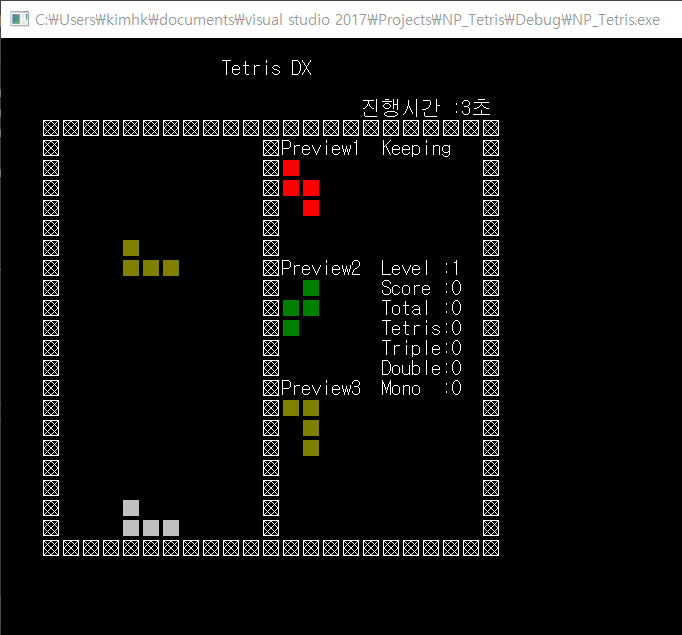 C:₩Users₩kimhk₩documents₩visual studio 2017₩Projects₩NP_Tetris₩Debug₩NP_Tetris.exe
Tetris DX
진행시간 :3초
Preview1 Keeping
Preview2 Level :1
Score :0
Total :0
Tetris:0
Triple:0
Double:0
Preview3 Mono :0